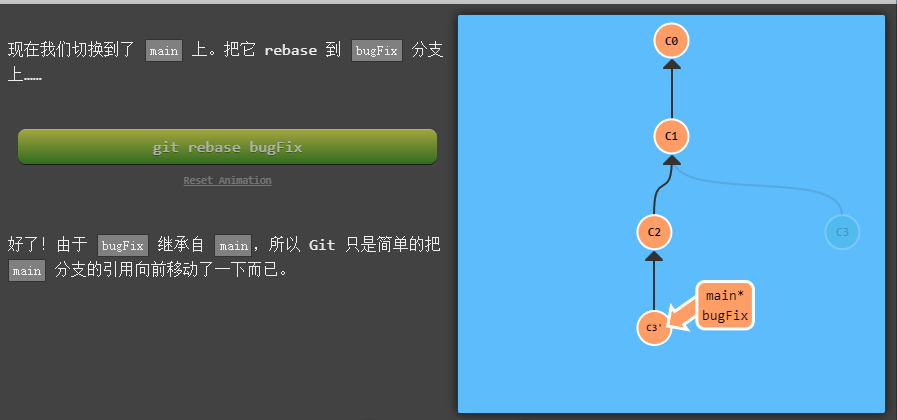 现在我们切换到了 main 上。把它 rebase 到 bugFix 分支
上……
git rebase bugFix
Reset Animation
好了！由于 bugFix 继承自 main，所以 Git 只是简单的把
main 分支的引用向前移动了一下而已。
C0
C1
C2
C3
C3'
main*
bugFix